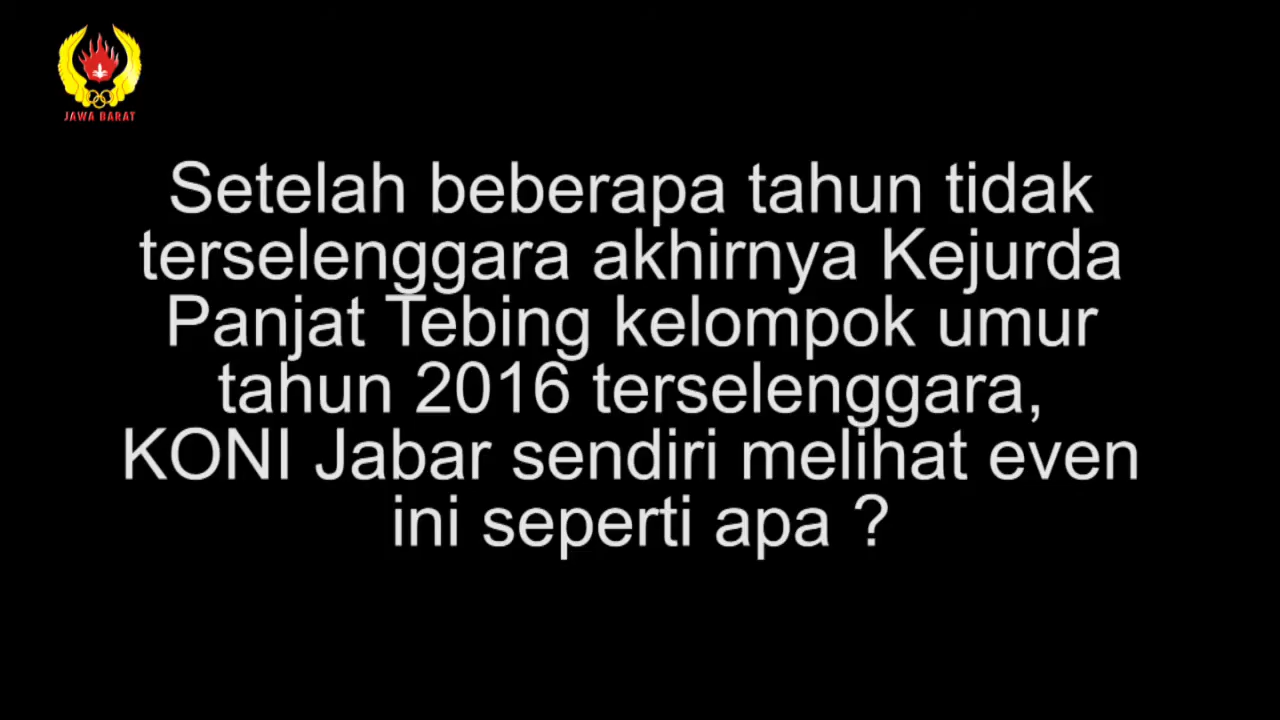 JAWA BARAT
Setelah beberapa tahun tidak
terselenggara akhirnya Kejurda
Panjat Tebing kelompok umur
tahun 2016 terselenggara,
KONI Jabar sendiri melihat even
ini seperti apa ?